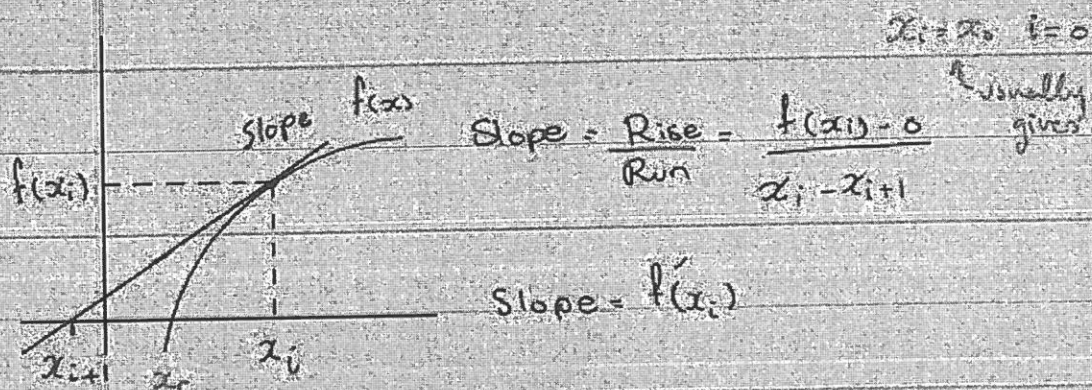 xi = x0 i=0
usually
given
f(x)
slope
Slope = Rise/Run = f(xi) - 0 / xi - xi+1
f(xi)
Slope = f′(xi)
xi+1 xr xi